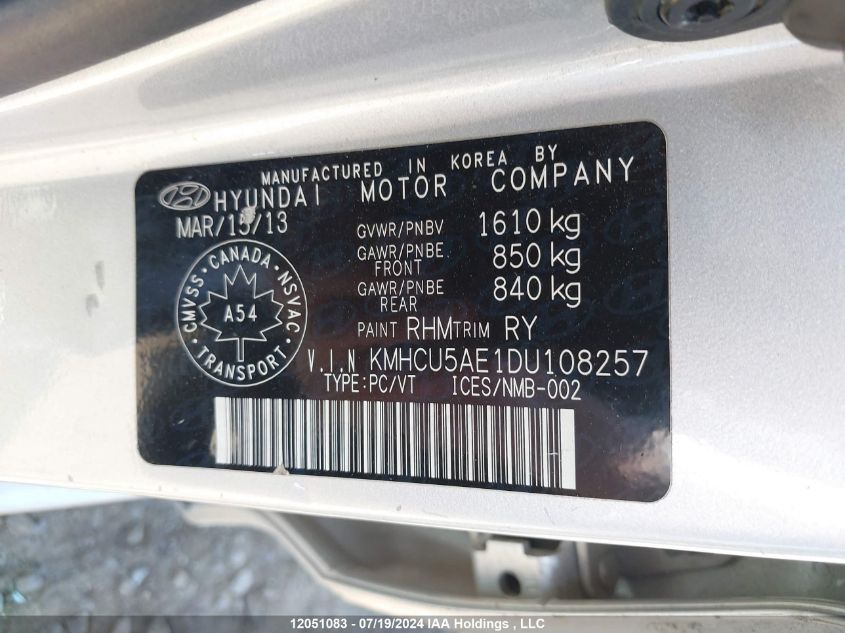 MANUFACTURED IN KOREA BY
HYUNDAI MOTOR COMPANY
MAR/15/13
GVWR/PNBV 1610 kg
GAWR/PNBE FRONT 850 kg
GAWR/PNBE REAR 840 kg
PAINT RHM TRIM RY
CMVSS · CANADA · NSVAC
A54
TRANSPORT
V.I.N KMHCU5AE1DU108257
TYPE:PC/VT ICES/NMB-002
12051083 - 07/19/2024 IAA Holdings , LLC